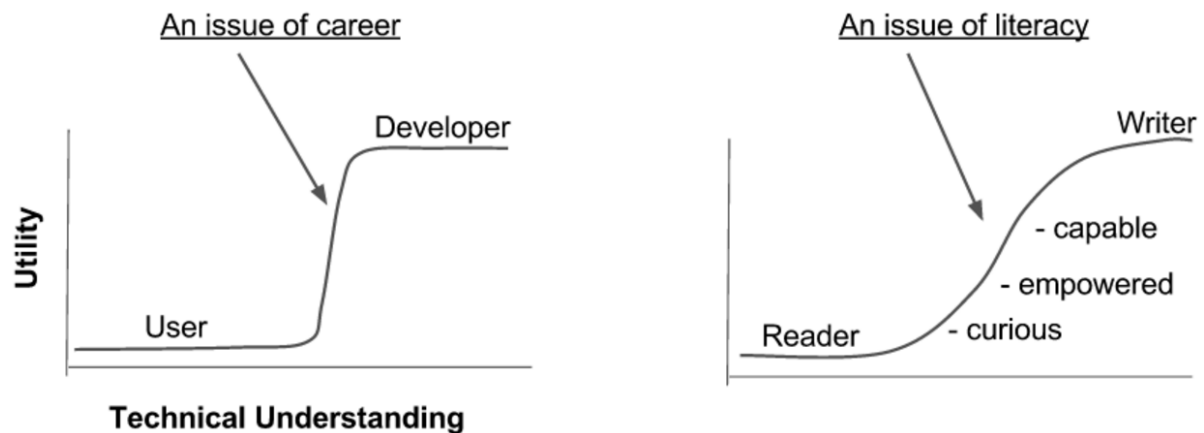 An issue of career
Developer
Utility
User
Technical Understanding
An issue of literacy
Writer
- capable
- empowered
- curious
Reader